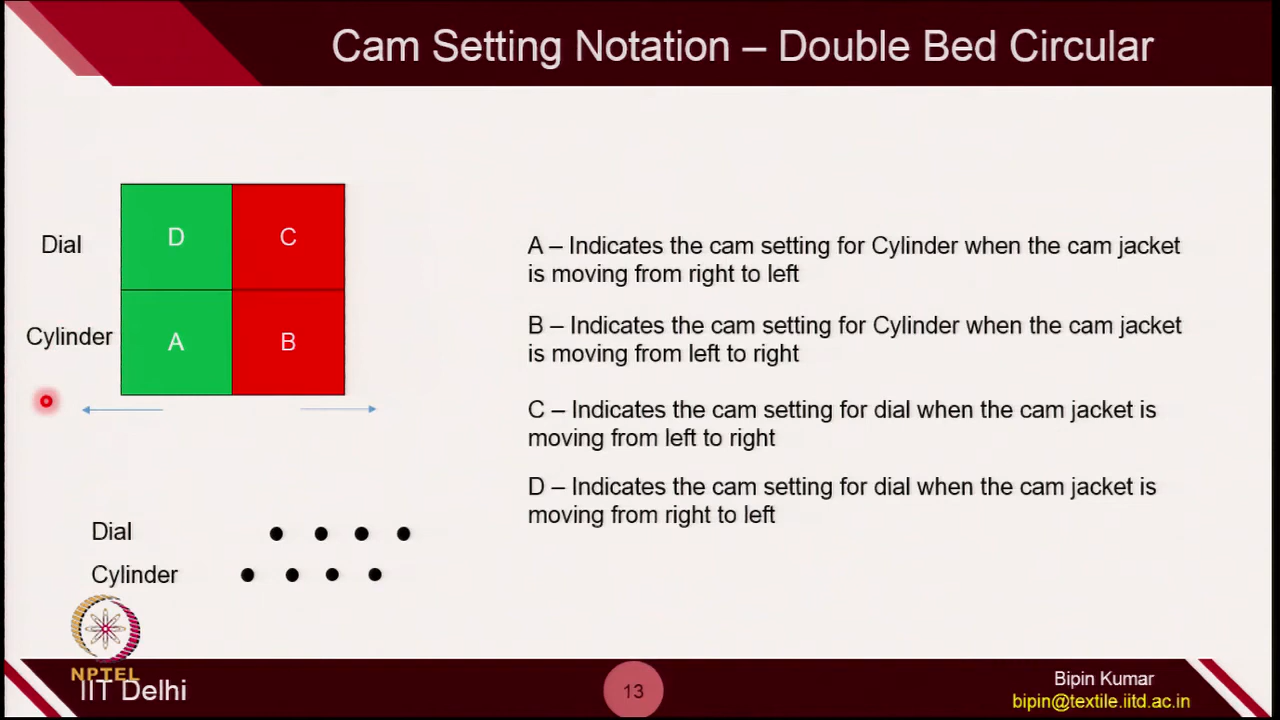 Cam Setting Notation – Double Bed Circular
Dial
D
C
Cylinder
A
B
A – Indicates the cam setting for Cylinder when the cam jacket
is moving from right to left
B – Indicates the cam setting for Cylinder when the cam jacket
is moving from left to right
C – Indicates the cam setting for dial when the cam jacket is
moving from left to right
D – Indicates the cam setting for dial when the cam jacket is
moving from right to left
Dial
Cylinder
NPTEL
IIT Delhi
13
Bipin Kumar
bipin@textile.iitd.ac.in